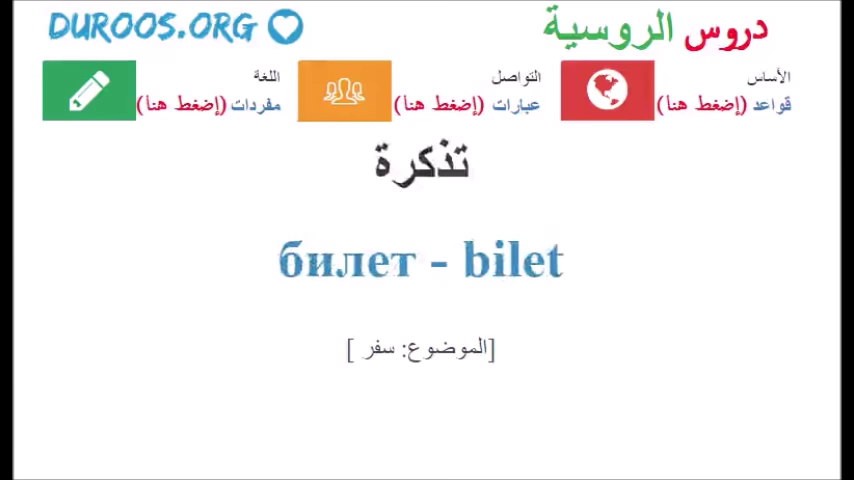 DUROOS.ORG
دروس الروسية
الأساس
قواعد (إضغط هنا)
التواصل
عبارات (إضغط هنا)
اللغة
مفردات (إضغط هنا)
تذكرة
билет - bilet
[الموضوع: سفر ]